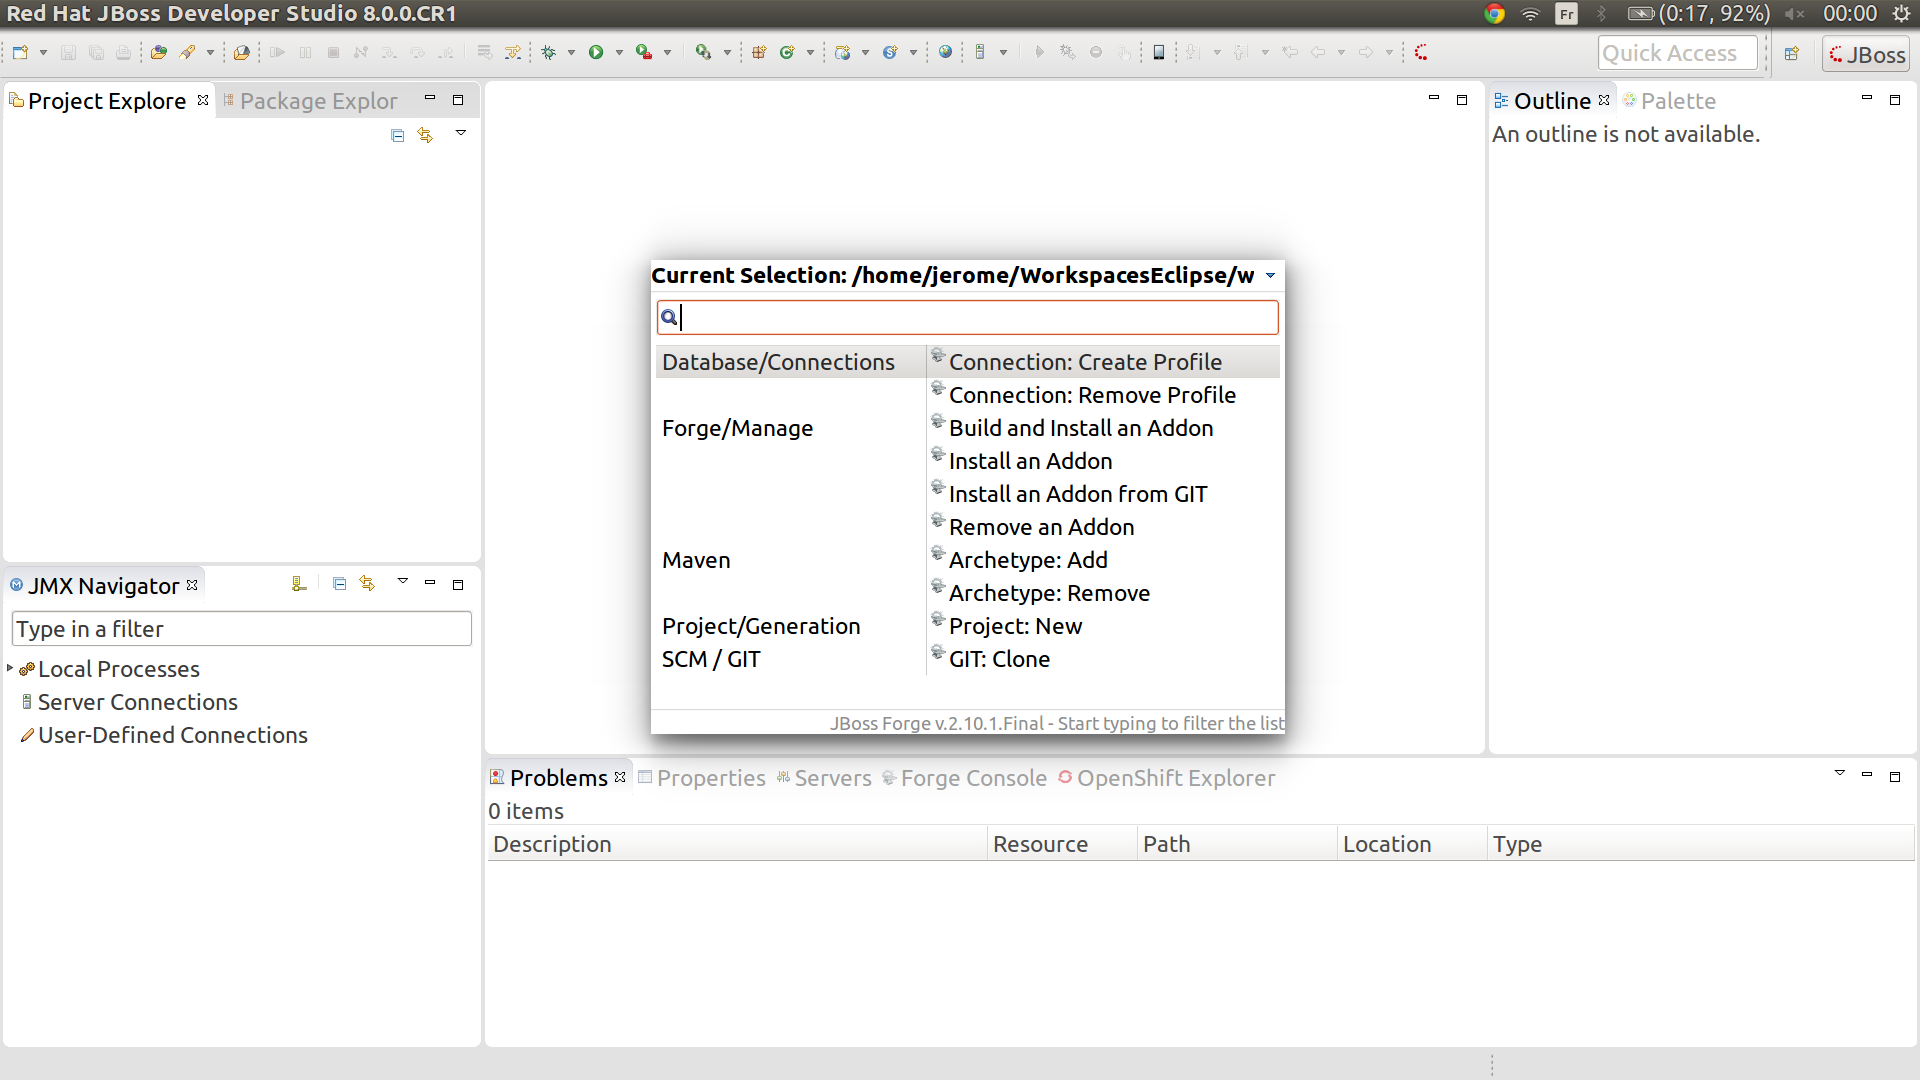 Red Hat JBoss Developer Studio 8.0.0.CR1
Fr
(0:17, 92%)
00:00
Quick Access
JBoss
Project Explore
Package Explor
Outline
Palette
An outline is not available.
Current Selection: /home/jerome/WorkspacesEclipse/w
Database/Connections
Connection: Create Profile
Connection: Remove Profile
Forge/Manage
Build and Install an Addon
Install an Addon
Install an Addon from GIT
Remove an Addon
Maven
Archetype: Add
Archetype: Remove
Project/Generation
Project: New
SCM / GIT
GIT: Clone
JBoss Forge v.2.10.1.Final - Start typing to filter the list
JMX Navigator
Type in a filter
Local Processes
Server Connections
User-Defined Connections
Problems
Properties
Servers
Forge Console
OpenShift Explorer
0 items
Description
Resource
Path
Location
Type